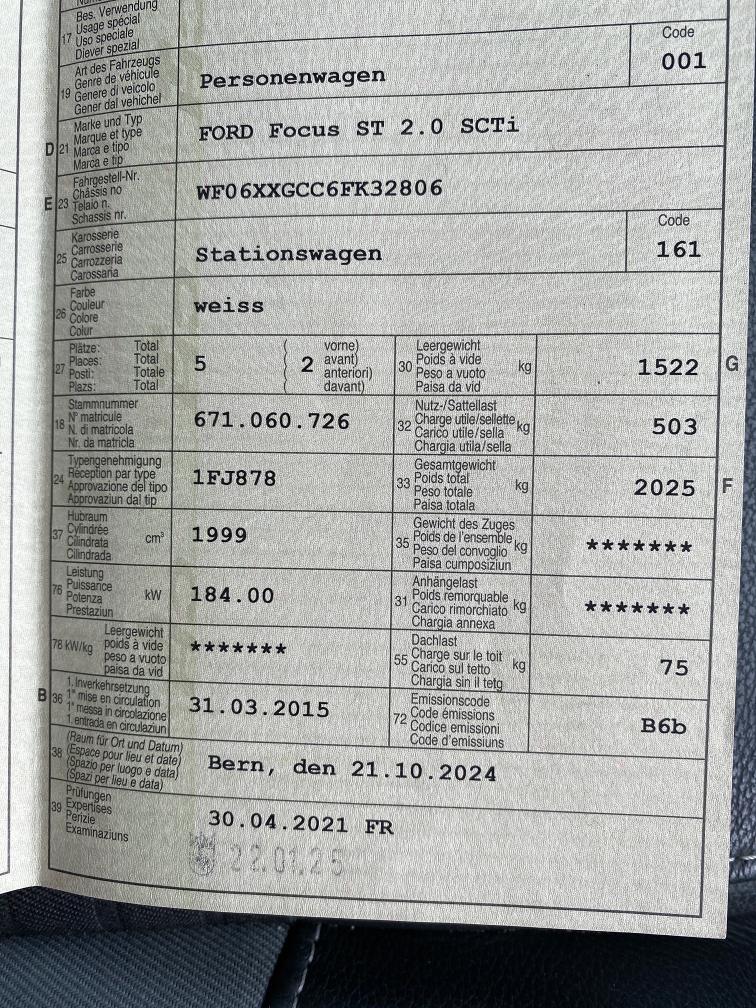 17 Bes. Verwendung
Usage spécial
Uso speciale
Diever spezial
19 Art des Fahrzeugs
Genre de véhicule
Genere di veicolo
Gener dal vehichel
Personenwagen
Code
001
D 21 Marke und Typ
Marque et type
Marca e tipo
Marca e tip
FORD Focus ST 2.0 SCTi
E 23 Fahrgestell-Nr.
Châssis no
Telaio n.
Schassis nr.
WF06XXGCC6FK32806
25 Karosserie
Carrosserie
Carrozzeria
Carossaria
Stationswagen
Code
161
26 Farbe
Couleur
Colore
Colur
weiss
27 Plätze: Total
Places: Total
Posti: Totale
Plazs: Total
5
( 2 vorne)
( avant)
( anteriori)
( davant)
30 Leergewicht
Poids à vide
Peso a vuoto
Paisa da vid
kg
1522 G
18 Stammnummer
N° matricule
N. di matricola
Nr. da matricla
671.060.726
32 Nutz-/Sattellast
Charge utile/sellette
Carico utile/sella
Chargia utila/sella
kg
503
24 Typengenehmigung
Réception par type
Approvazione del tipo
Approvaziun dal tip
1FJ878
33 Gesamtgewicht
Poids total
Peso totale
Paisa totala
kg
2025 F
37 Hubraum
Cylindrée
Cilindrata
Cilindrada
cm³
1999
35 Gewicht des Zuges
Poids de l'ensemble
Peso del convoglio
Paisa cumposiziun
kg
*******
76 Leistung
Puissance
Potenza
Prestaziun
kW
184.00
31 Anhängelast
Poids remorquable
Carico rimorchiato
Chargia annexa
kg
*******
78 kW/kg Leergewicht
poids à vide
peso a vuoto
paisa da vid
*******
55 Dachlast
Charge sur le toit
Carico sul tetto
Chargia sin il tetg
kg
75
B 36 1. Inverkehrsetzung
1re mise en circulation
1a messa in circolazione
1. entrada en circulaziun
31.03.2015
72 Emissionscode
Code émissions
Codice emissioni
Code d'emissiuns
B6b
38 (Raum für Ort und Datum)
(Espace pour lieu et date)
(Spazio per luogo e data)
(Spazi per lieu e data)
Bern, den 21.10.2024
39 Prüfungen
Expertises
Perizie
Examinaziuns
30.04.2021 FR
22.01.25